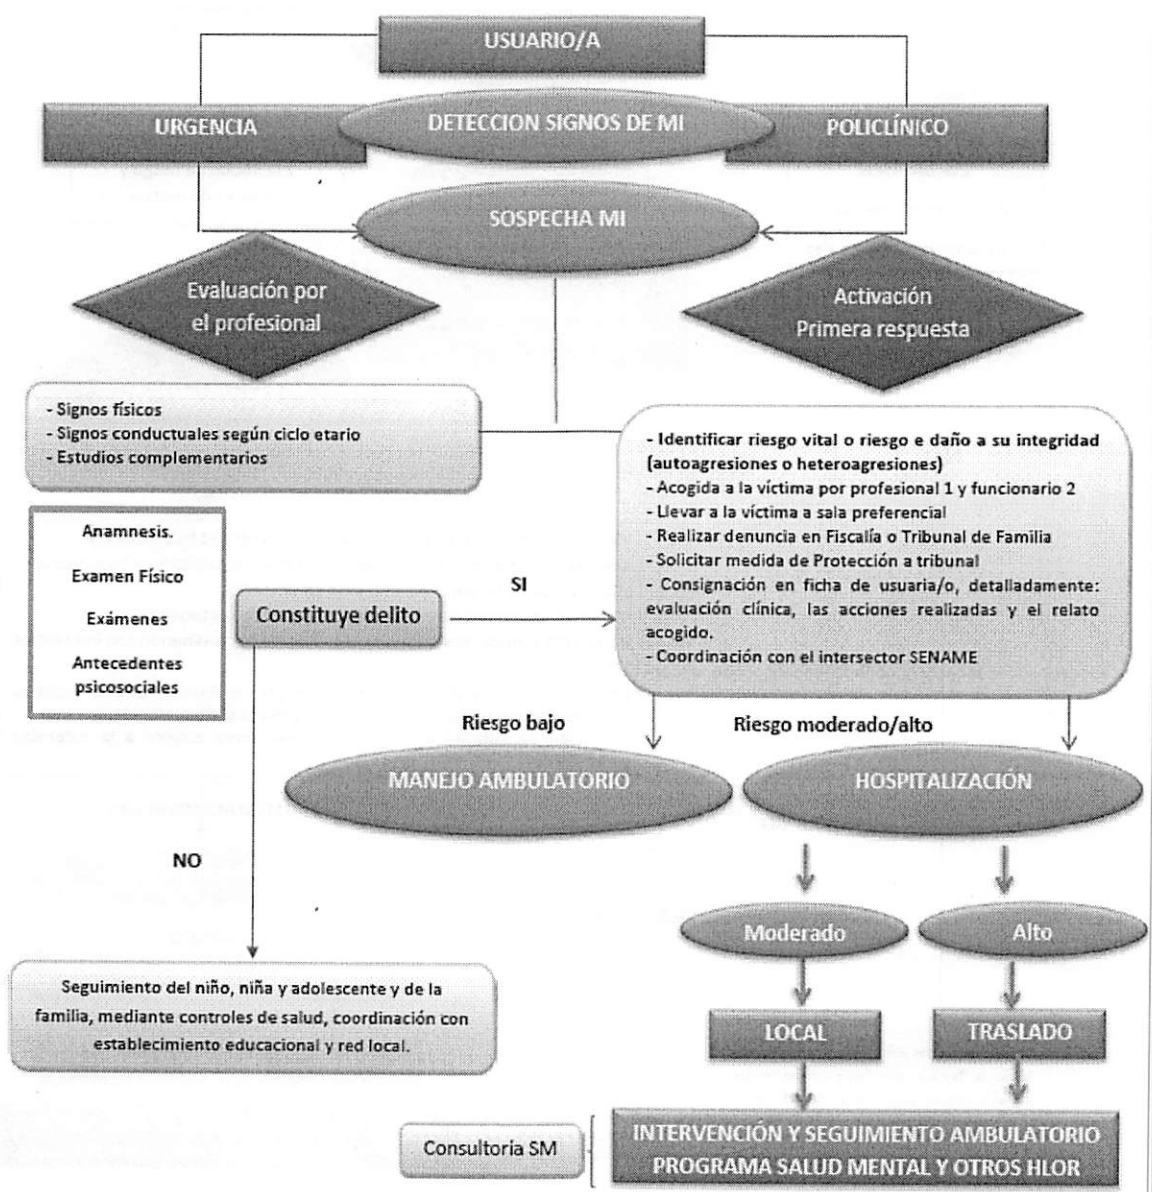 USUARIO/A
URGENCIA
DETECCION SIGNOS DE MI
POLICLÍNICO
SOSPECHA MI
Evaluación por
el profesional
Activación
Primera respuesta
- Signos físicos
- Signos conductuales según ciclo etario
- Estudios complementarios
- Identificar riesgo vital o riesgo e daño a su integridad
(autoagresiones o heteroagresiones)
- Acogida a la víctima por profesional 1 y funcionario 2
- Llevar a la víctima a sala preferencial
- Realizar denuncia en Fiscalía o Tribunal de Familia
- Solicitar medida de Protección a tribunal
- Consignación en ficha de usuaria/o, detalladamente:
evaluación clínica, las acciones realizadas y el relato
acogido.
- Coordinación con el intersector SENAME
Anamnesis.
Examen Físico
Exámenes
Antecedentes
psicosociales
Constituye delito
SI
Riesgo bajo
Riesgo moderado/alto
MANEJO AMBULATORIO
HOSPITALIZACIÓN
NO
Moderado
Alto
Seguimiento del niño, niña y adolescente y de la
familia, mediante controles de salud, coordinación con
establecimiento educacional y red local.
LOCAL
TRASLADO
Consultoria SM
INTERVENCIÓN Y SEGUIMIENTO AMBULATORIO
PROGRAMA SALUD MENTAL Y OTROS HLOR